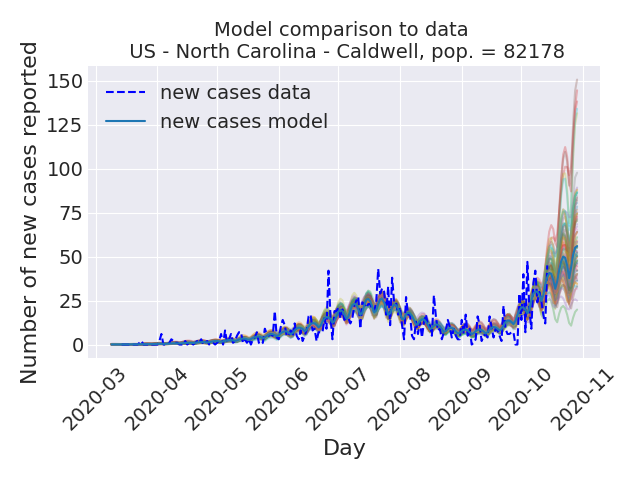 Model comparison to data
US - North Carolina - Caldwell, pop. = 82178
Number of new cases reported
150
125
100
75
50
25
0
new cases data
new cases model
2020-03
2020-04
2020-05
2020-06
2020-07
2020-08
2020-09
2020-10
2020-11
Day